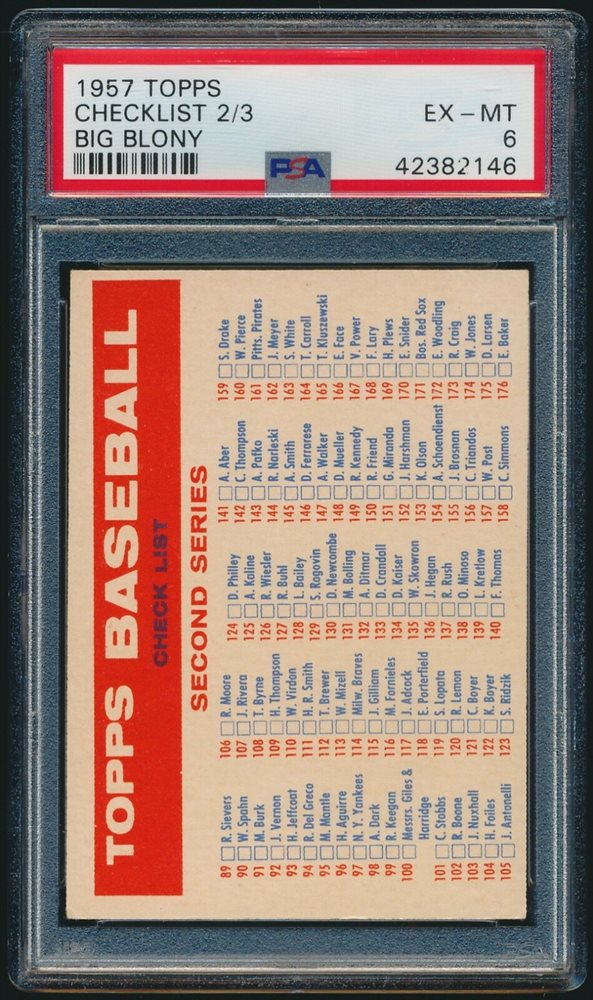 1957 TOPPS
CHECKLIST 2/3
BIG BLONY
EX – MT
6
PSA
42382146
TOPPS BASEBALL
CHECK LIST
SECOND SERIES
89 R. Sievers
90 W. Spahn
91 M. Burk
92 J. Vernon
93 H. Jeffcoat
94 R. Del Greco
95 M. Mantle
96 H. Aguirre
97 N. Y. Yankees
98 A. Dark
99 R. Keegan
100 Messrs. Giles &
Harridge
101 C. Stobbs
102 R. Boone
103 J. Nuxhall
104 H. Foiles
105 J. Antonelli
106 R. Moore
107 J. Rivera
108 T. Byrne
109 H. Thompson
110 W. Virdon
111 H. R. Smith
112 T. Brewer
113 W. Mizell
114 Milw. Braves
115 J. Gilliam
116 M. Fornieles
117 J. Adcock
118 E. Porterfield
119 S. Lopata
120 R. Lemon
121 C. Boyer
122 K. Boyer
123 S. Ridzik
124 D. Philley
125 A. Kaline
126 R. Wiesler
127 R. Buhl
128 L. Bailey
129 S. Rogovin
130 D. Newcombe
131 M. Bolling
132 A. Ditmar
133 D. Crandall
134 D. Kaiser
135 W. Skowron
136 J. Hegan
137 R. Rush
138 O. Minoso
139 L. Kretlow
140 F. Thomas
141 A. Aber
142 C. Thompson
143 A. Pafko
144 R. Narleski
145 A. Smith
146 D. Ferrarese
147 A. Walker
148 D. Mueller
149 R. Kennedy
150 R. Friend
151 G. Miranda
152 J. Harshman
153 K. Olson
154 A. Schoendienst
155 J. Brosnan
156 C. Triandos
157 W. Post
158 C. Simmons
159 S. Drake
160 W. Pierce
161 Pitts. Pirates
162 J. Meyer
163 S. White
164 T. Carroll
165 T. Kluszewski
166 E. Face
167 V. Power
168 F. Lary
169 H. Plews
170 E. Snider
171 Bos. Red Sox
172 E. Woodling
173 R. Craig
174 W. Jones
175 D. Larsen
176 E. Baker